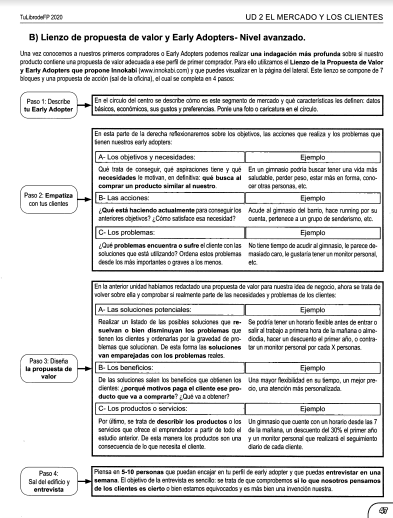 TuLibrodeFP 2020
UD 2 EL MERCADO Y LOS CLIENTES
B) Lienzo de propuesta de valor y Early Adopters- Nivel avanzado.
Una vez conocemos a nuestros primeros compradores o Early Adopters podemos realizar una indagación más profunda sobre si nuestro
producto contiene una propuesta de valor adecuada a ese perfil de primer comprador. Para ello utilizamos el Lienzo de la Propuesta de Valor
y Early Adopters que propone Innokabi (www.innokabi.com) y que puedes visualizar en la página del lateral. Este lienzo se compone de 7
bloques y una propuesta de acción (sal de la oficina), el cual se completa en 4 pasos:
Paso 1: Describe
tu Early Adopter
En el círculo del centro se describe cómo es este segmento de mercado y qué características les definen: datos
básicos, económicos, sus gustos y preferencias. Ponle una foto o caricatura en el círculo.
Paso 2: Empatiza
con tus clientes
En esta parte de la derecha reflexionaremos sobre los objetivos, las acciones que realiza y los problemas que
tienen nuestros early adopters:
A- Los objetivos y necesidades:
Ejemplo
Qué trata de conseguir, qué aspiraciones tiene y qué
necesidades le motivan, en definitiva: qué busca al
comprar un producto similar al nuestro.
En un gimnasio podría buscar tener una vida más
saludable, perder peso, estar más en forma, cono-
cer otras personas, etc.
B- Las acciones:
Ejemplo
¿Qué está haciendo actualmente para conseguir los
anteriores objetivos? ¿Cómo satisface esa necesidad?
Acude al gimnasio del barrio, hace running por su
cuenta, pertenece a un grupo de senderismo, etc.
C- Los problemas:
Ejemplo
¿Qué problemas encuentra o sufre el cliente con las
soluciones que está utilizando? Ordena estos problemas
desde los más importantes o graves a los menos.
No tiene tiempo de acudir al gimnasio, le parece de-
masiado caro, le gustaría tener un monitor personal,
etc.
Paso 3: Diseña
la propuesta de
valor
En la anterior unidad habíamos redactado una propuesta de valor para nuestra idea de negocio, ahora se trata de
volver sobre ella y comprobar si realmente parte de las necesidades y problemas de los clientes:
A- Las soluciones potenciales:
Ejemplo
Realizar un listado de las posibles soluciones que re-
suelvan o bien disminuyan los problemas que
tienen los clientes y ordenarlas por la gravedad de pro-
blemas que solucionan. De esta forma las soluciones
van emparejadas con los problemas reales.
Se podría tener un horario flexible antes de entrar o
salir al trabajo a primera hora de la mañana o alme-
diodía, hacer un descuento el primer año, o contra-
tar un monitor personal por cada X personas.
B- Los beneficios:
Ejemplo
De las soluciones salen los beneficios que obtienen los
clientes: ¿porqué motivos paga el cliente ese pro-
ducto que va a comprarte? ¿Qué va a obtener?
Una mayor flexibilidad en su tiempo, un mejor pre-
cio, una atención más personalizada.
C- Los productos o servicios:
Ejemplo
Por último, se trata de describir los productos o los
servicios que ofrece el emprendedor a partir de todo el
estudio anterior. De esta manera los productos son una
consecuencia de lo que necesita el cliente.
Un gimnasio que cuente con un horario desde las 7
de la mañana, un descuento del 30% el primer año
y un monitor personal que realizará el seguimiento
diario de cada cliente.
Paso 4:
Sal del edificio y
entrevista
Piensa en 5-10 personas que puedan encajar en tu perfil de early adopter y que puedas entrevistar en una
semana. El objetivo de la entrevista es sencillo: se trata de que comprobemos si lo que nosotros pensamos
de los clientes es cierto o bien estamos equivocados y es más bien una invención nuestra.